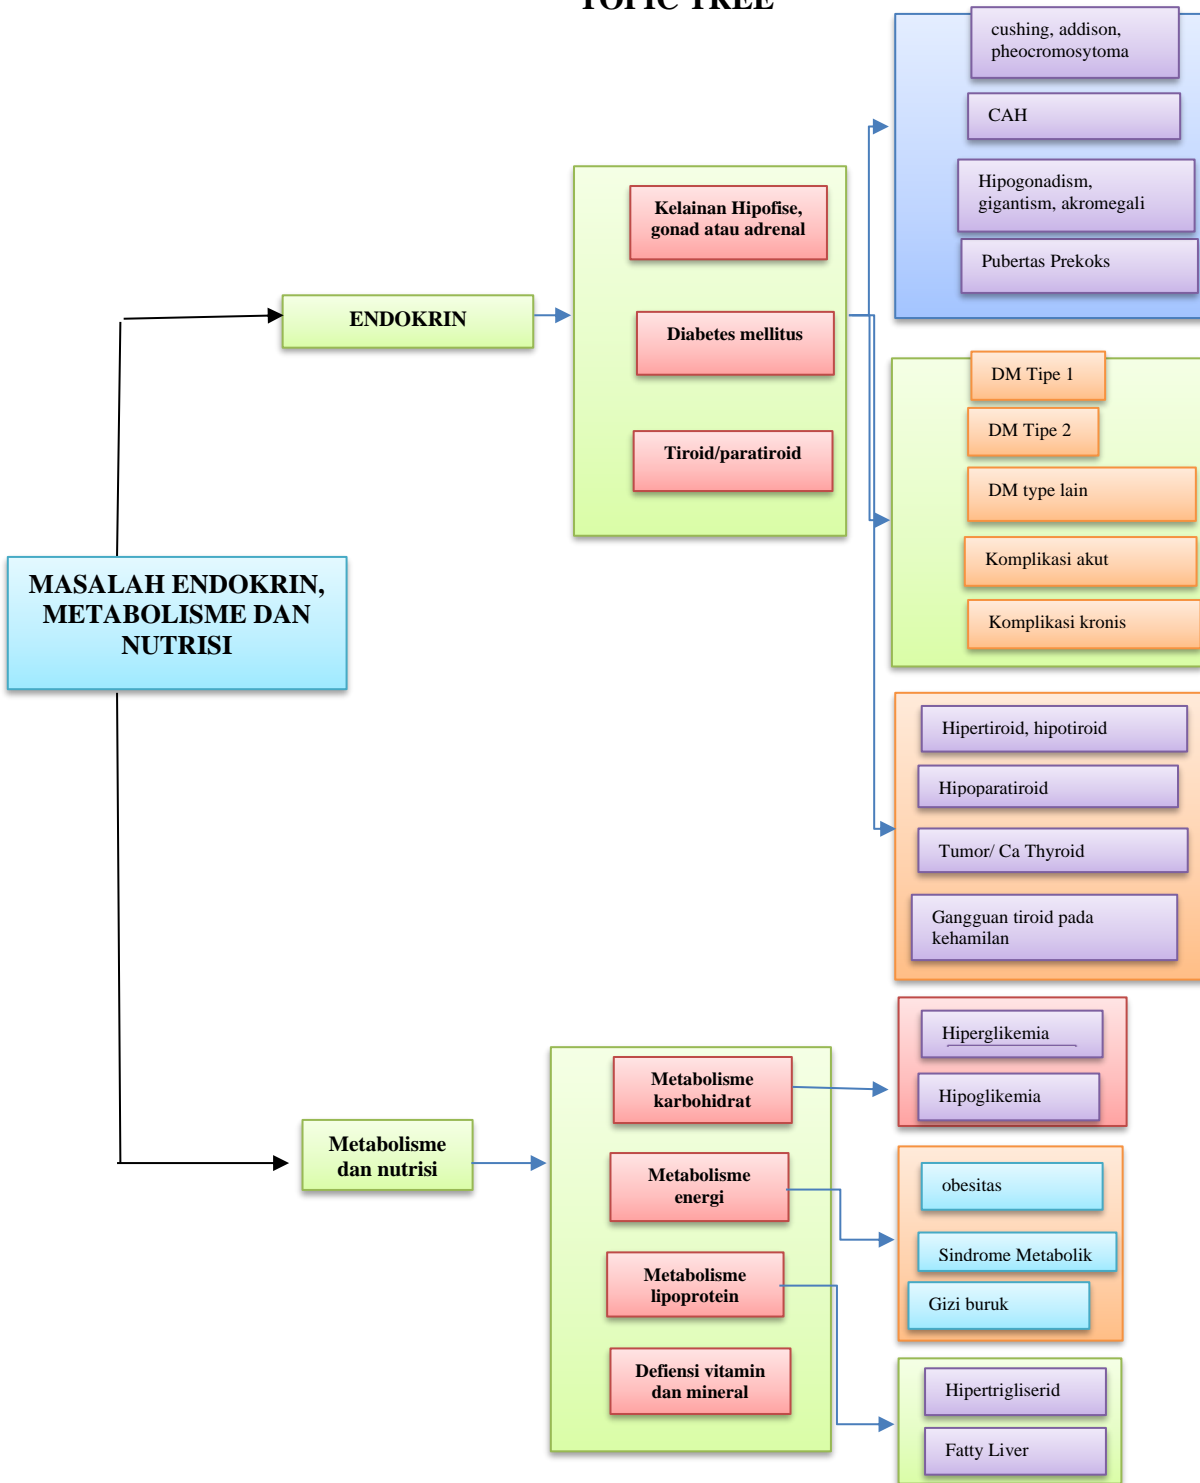 TOPIC TREE
cushing, addison,
pheocromosytoma
CAH
Hipogonadism,
gigantism, akromegali
Pubertas Prekoks
Kelainan Hipofise,
gonad atau adrenal
Diabetes mellitus
Tiroid/paratiroid
ENDOKRIN
DM Tipe 1
DM Tipe 2
DM type lain
Komplikasi akut
Komplikasi kronis
MASALAH ENDOKRIN,
METABOLISME DAN
NUTRISI
Hipertiroid, hipotiroid
Hipoparatiroid
Tumor/ Ca Thyroid
Gangguan tiroid pada
kehamilan
Metabolisme
dan nutrisi
Metabolisme
karbohidrat
Metabolisme
energi
Metabolisme
lipoprotein
Defiensi vitamin
dan mineral
Hiperglikemia
Hipoglikemia
obesitas
Sindrome Metabolik
Gizi buruk
Hipertrigliserid
Fatty Liver